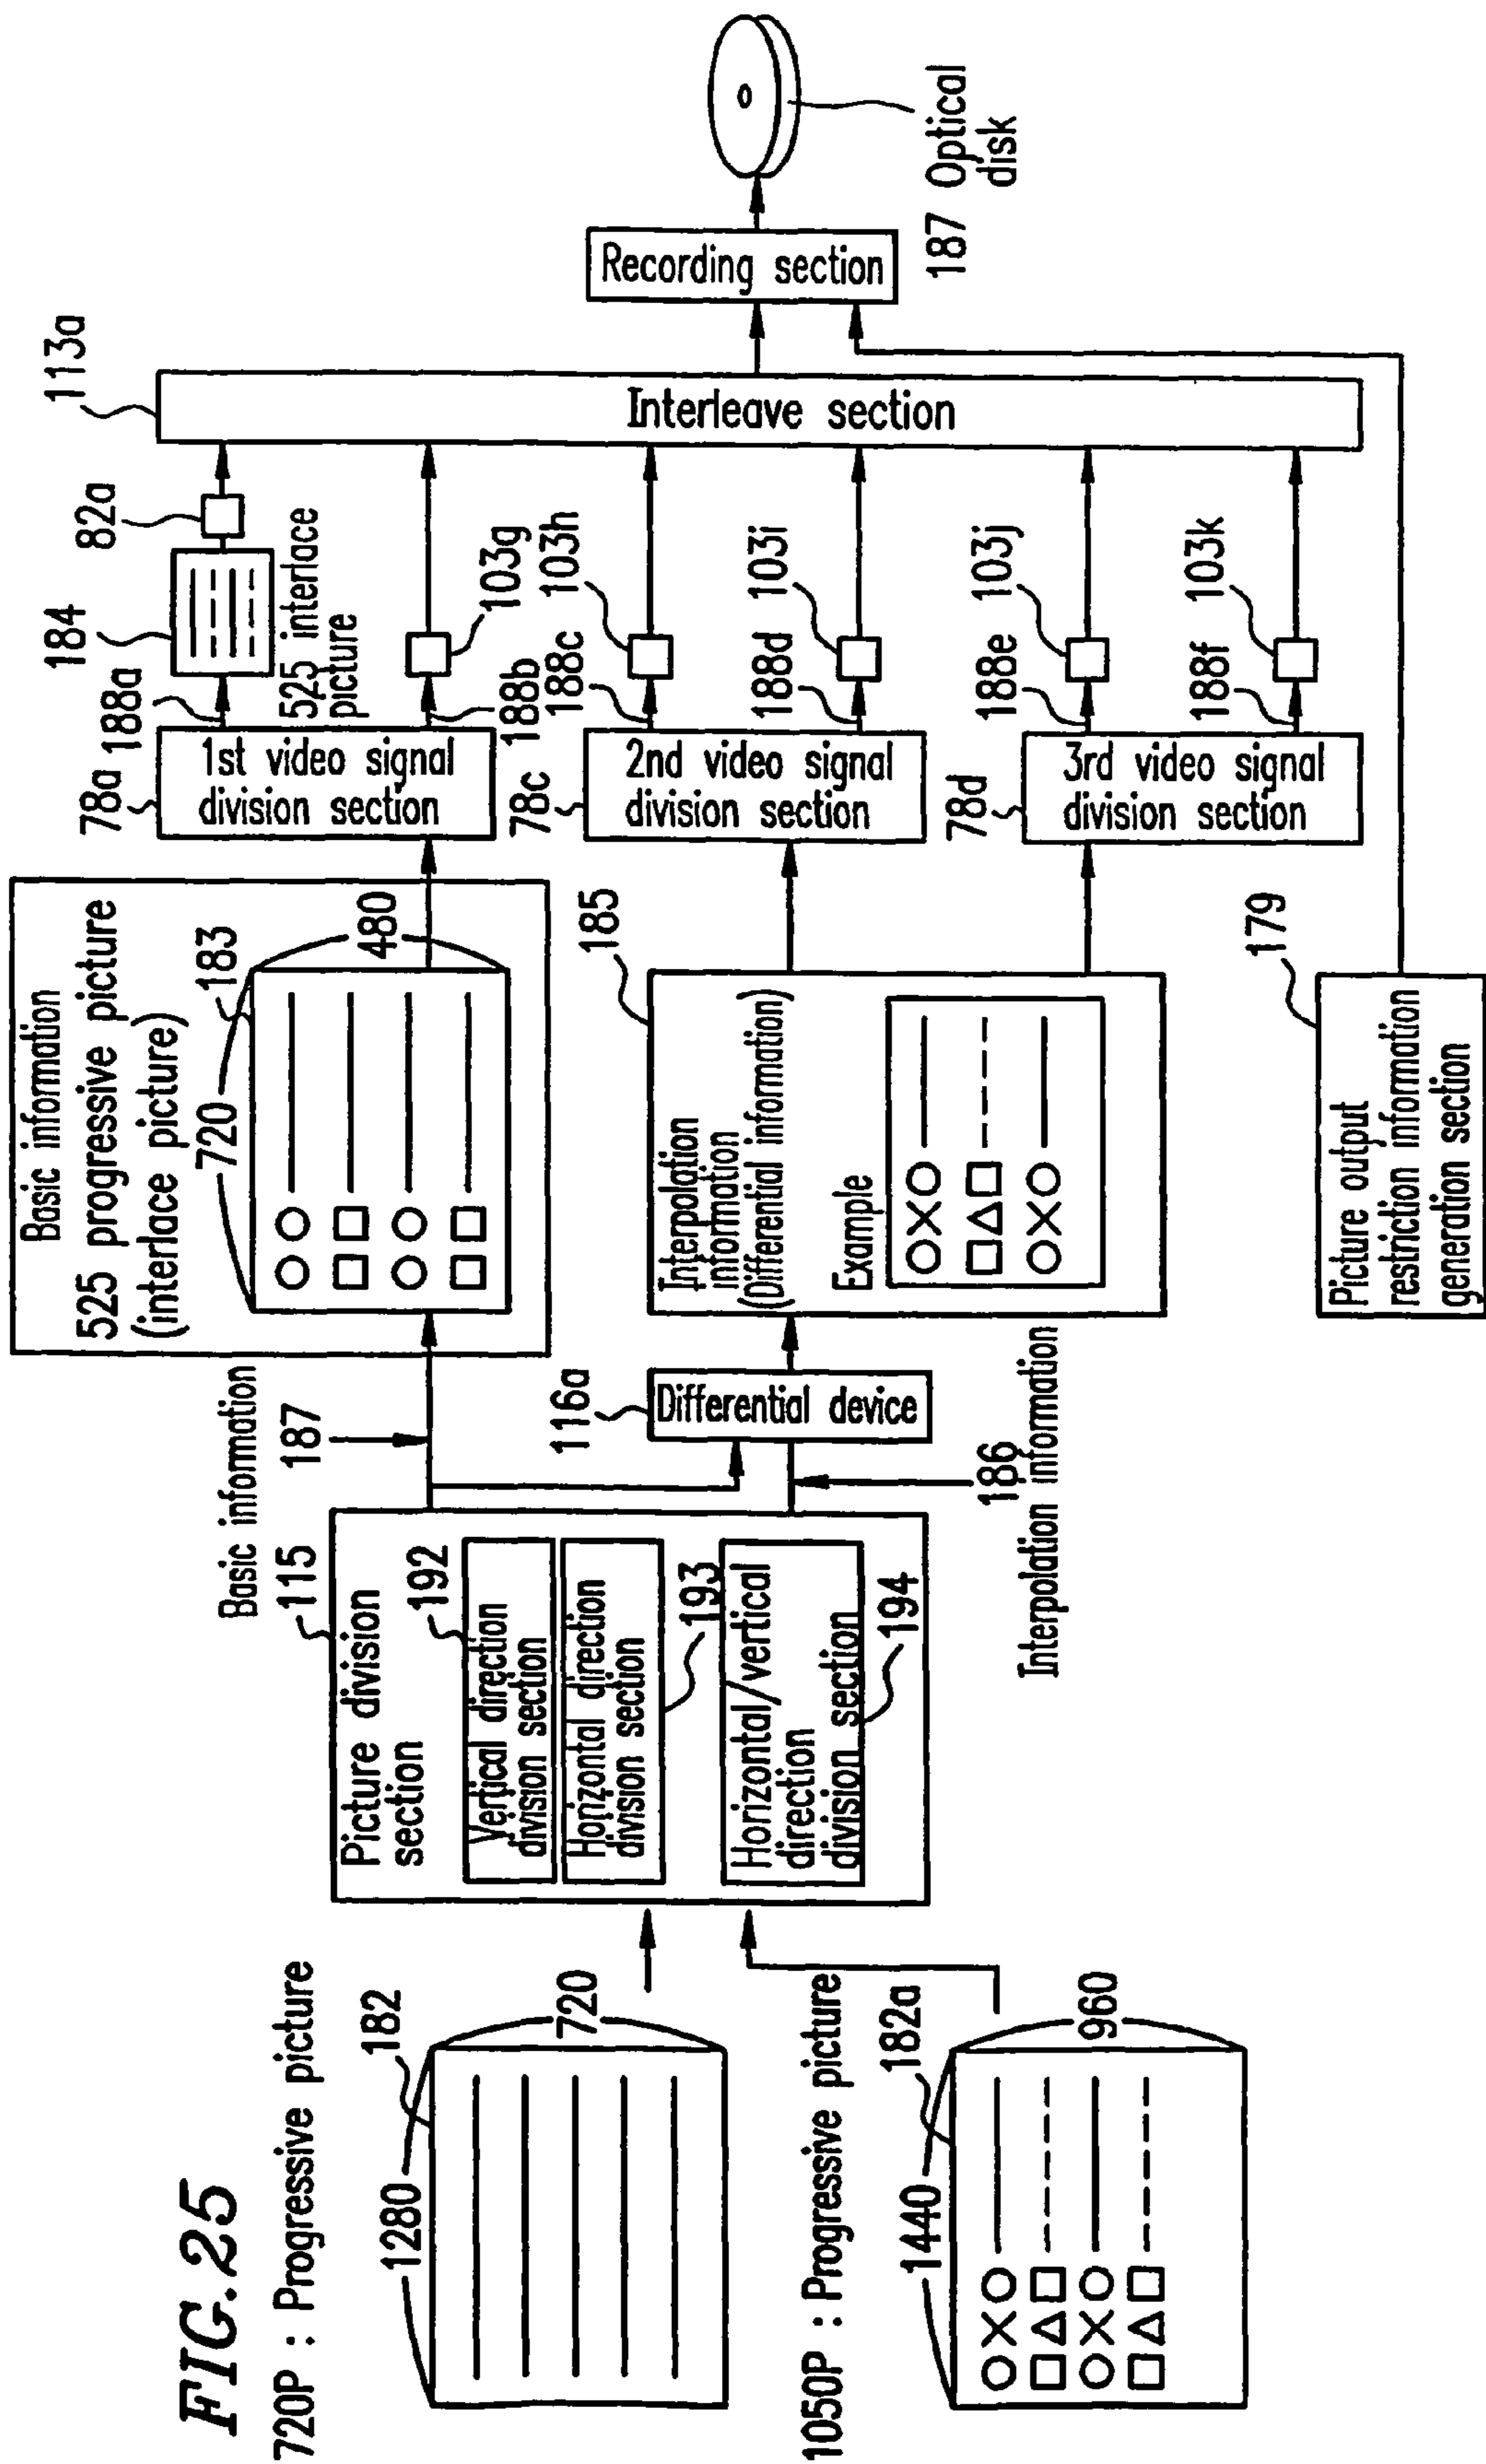 FIG.25
720P : Progressive picture
1280
182
720
1050P : Progressive picture
1440
182a
960
115
Picture division
section
192
Vertical direction
division section
Horizontal direction
division section
193
Horizontal/vertical
direction
division section
194
Basic information
187
116a
Differential device
186
Interpolation information
Basic information
525 progressive picture
(interlace picture)
720
183
480
185
Interpolation
information
(Differential information)
Example
179
Picture output
restriction information
generation section
78a
1st video signal
division section
78c
2nd video signal
division section
78d
3rd video signal
division section
188a
184
82a
525 interlace
picture
188b
103g
188c
103h
188d
103i
188e
103j
188f
103k
113a
Interleave section
Recording section
187 Optical
disk